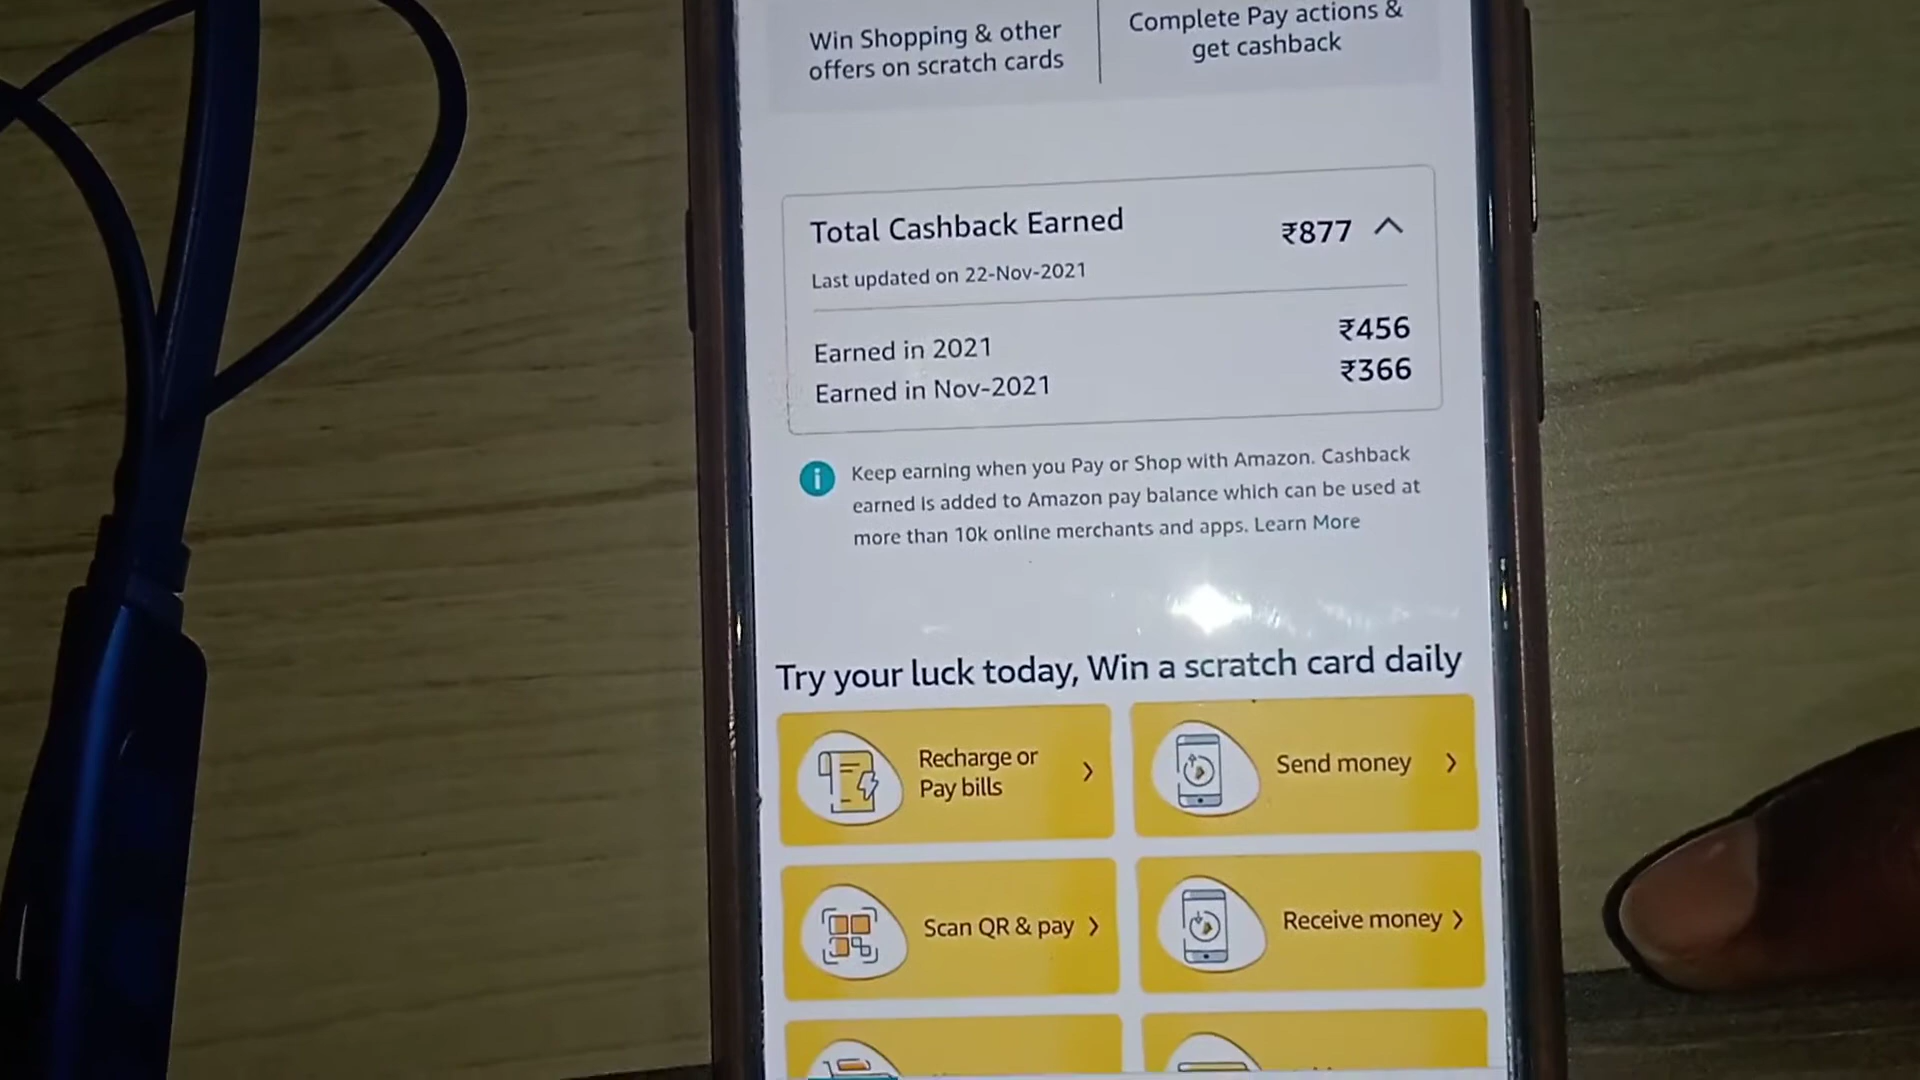 Win Shopping & other
offers on scratch cards
Complete Pay actions &
get cashback
Total Cashback Earned ₹877
Last updated on 22-Nov-2021
Earned in 2021 ₹456
Earned in Nov-2021 ₹366
Keep earning when you Pay or Shop with Amazon. Cashback
earned is added to Amazon pay balance which can be used at
more than 10k online merchants and apps. Learn More
Try your luck today, Win a scratch card daily
Recharge or
Pay bills
Send money
Scan QR & pay
Receive money